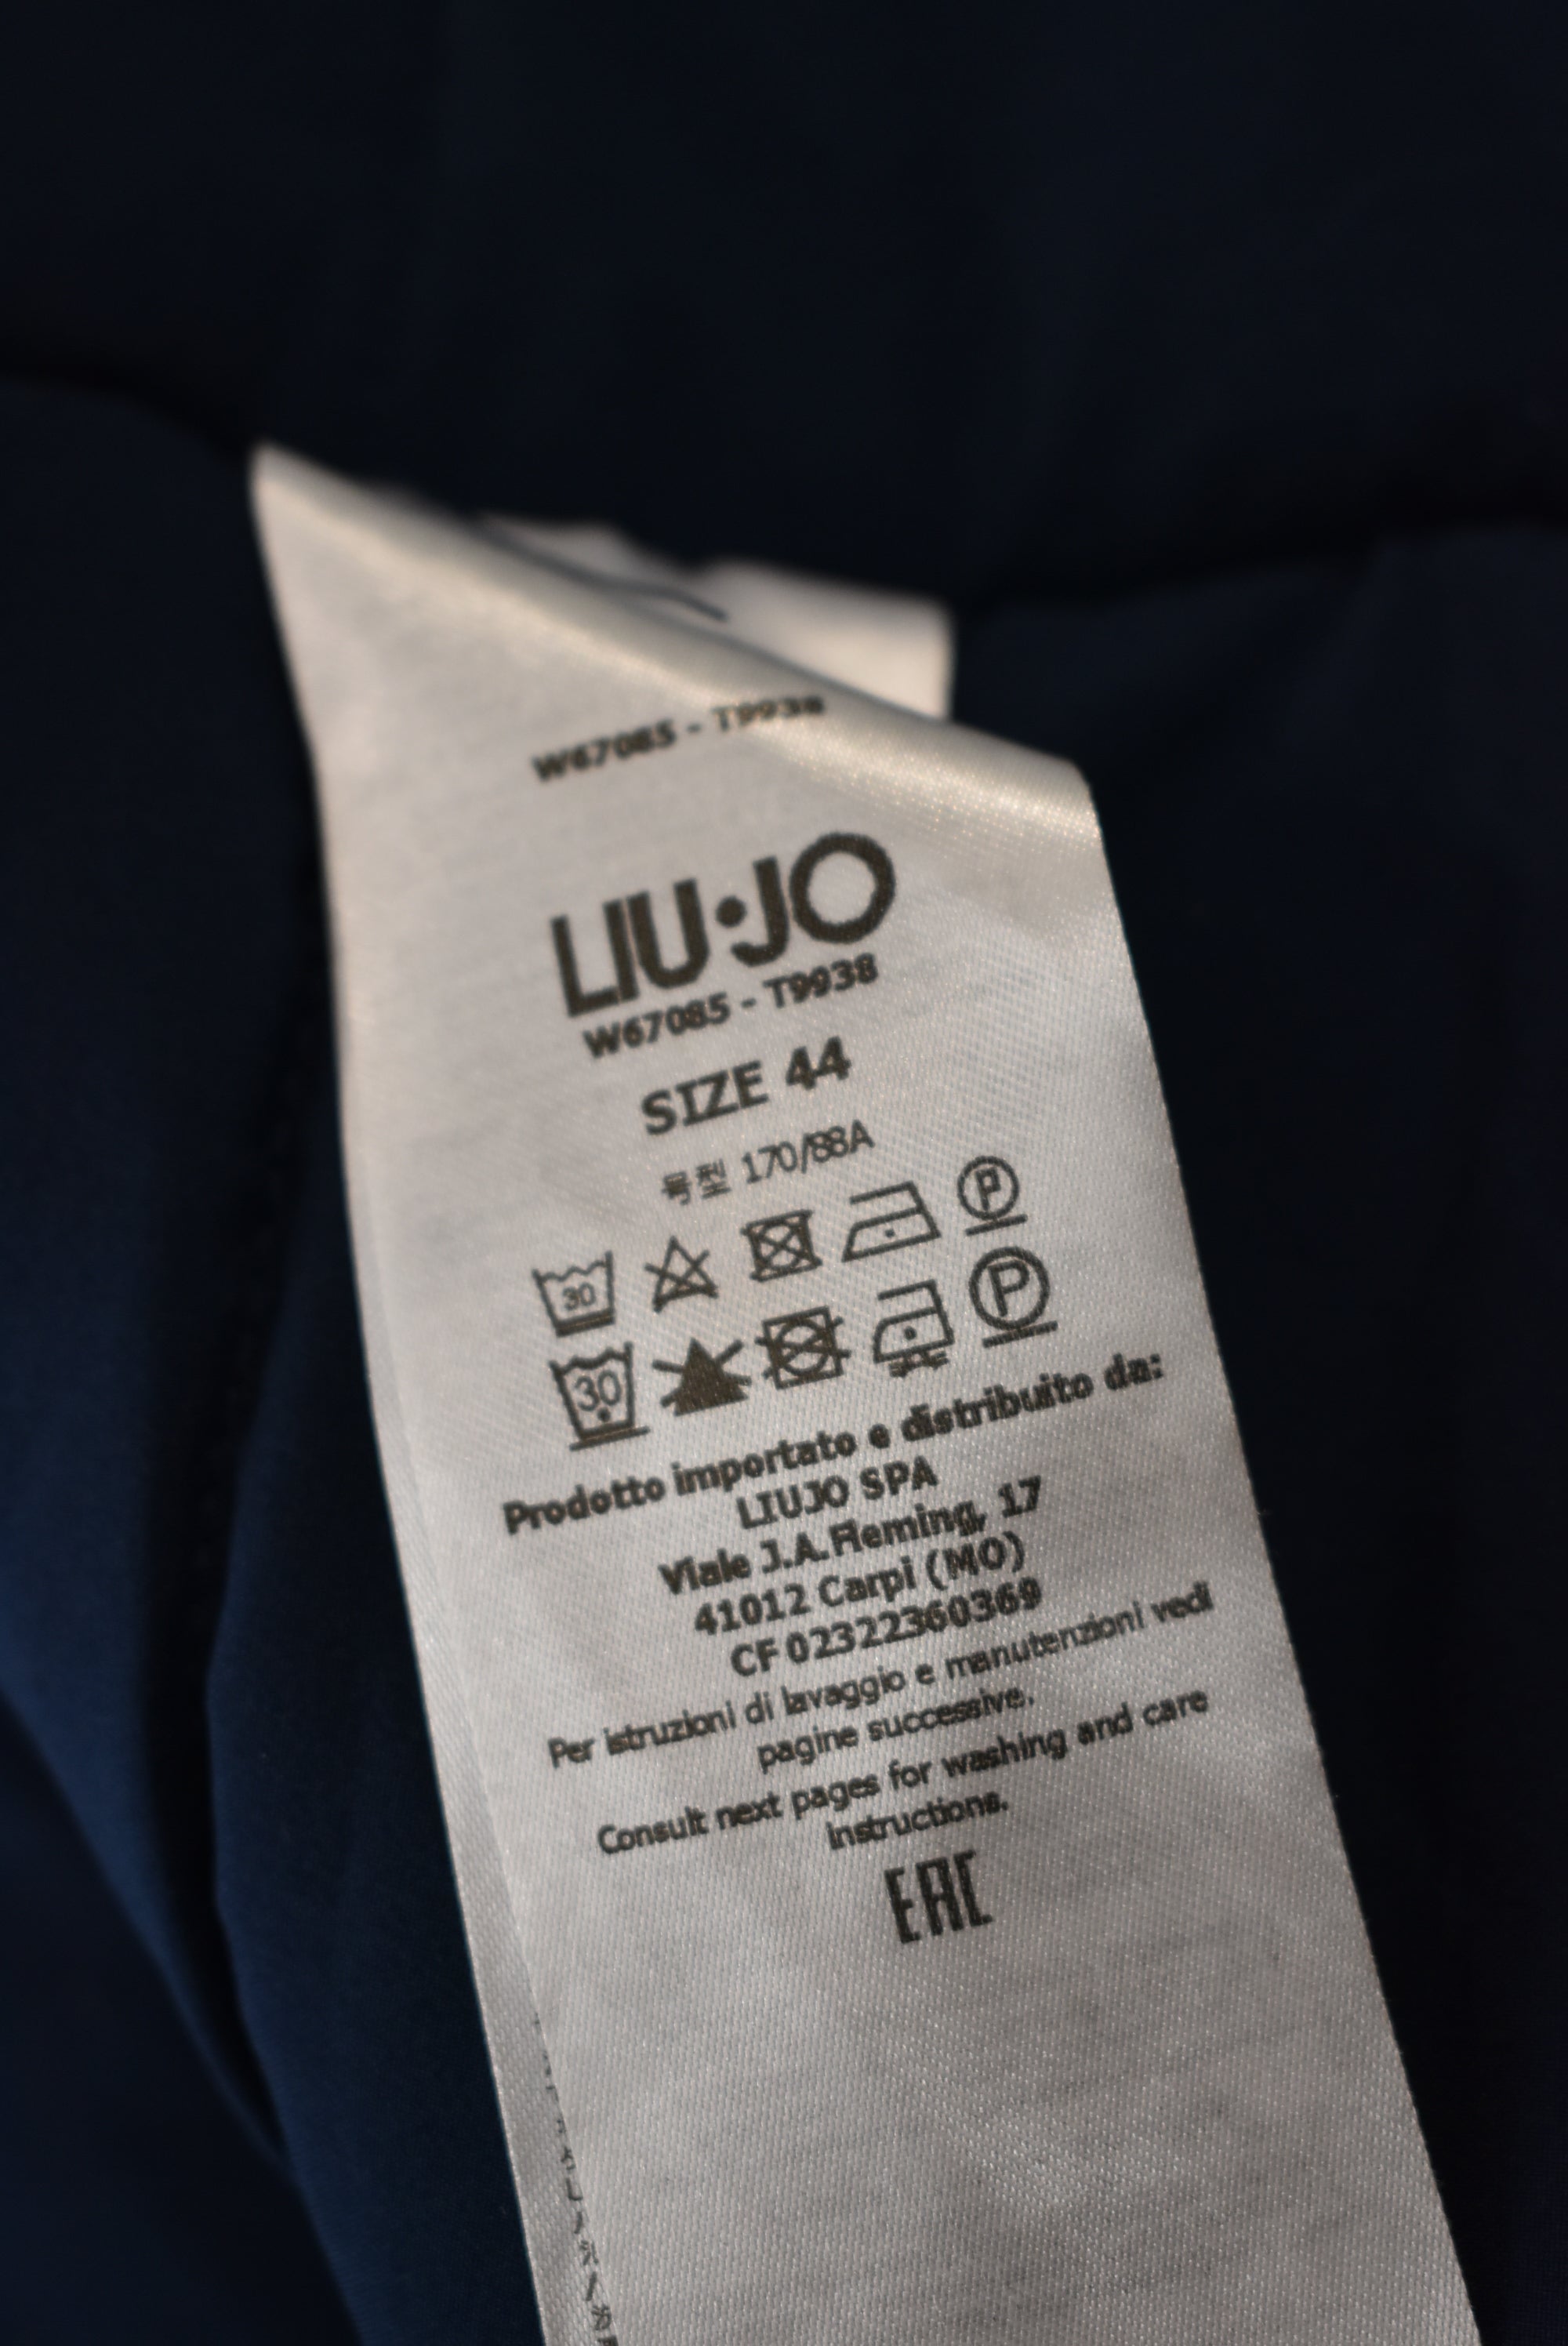 W67085 - T9938
LIU·JO
W67085 - T9938
SIZE 44
号型 170/88A
30 P
30 P
Prodotto importato e distribuito da:
LIUJO SPA
Viale J.A.Fleming, 17
41012 Carpi (MO)
CF 02322360369
Per istruzioni di lavaggio e manutenzioni vedi
pagine successive.
Consult next pages for washing and care
instructions.
EAC